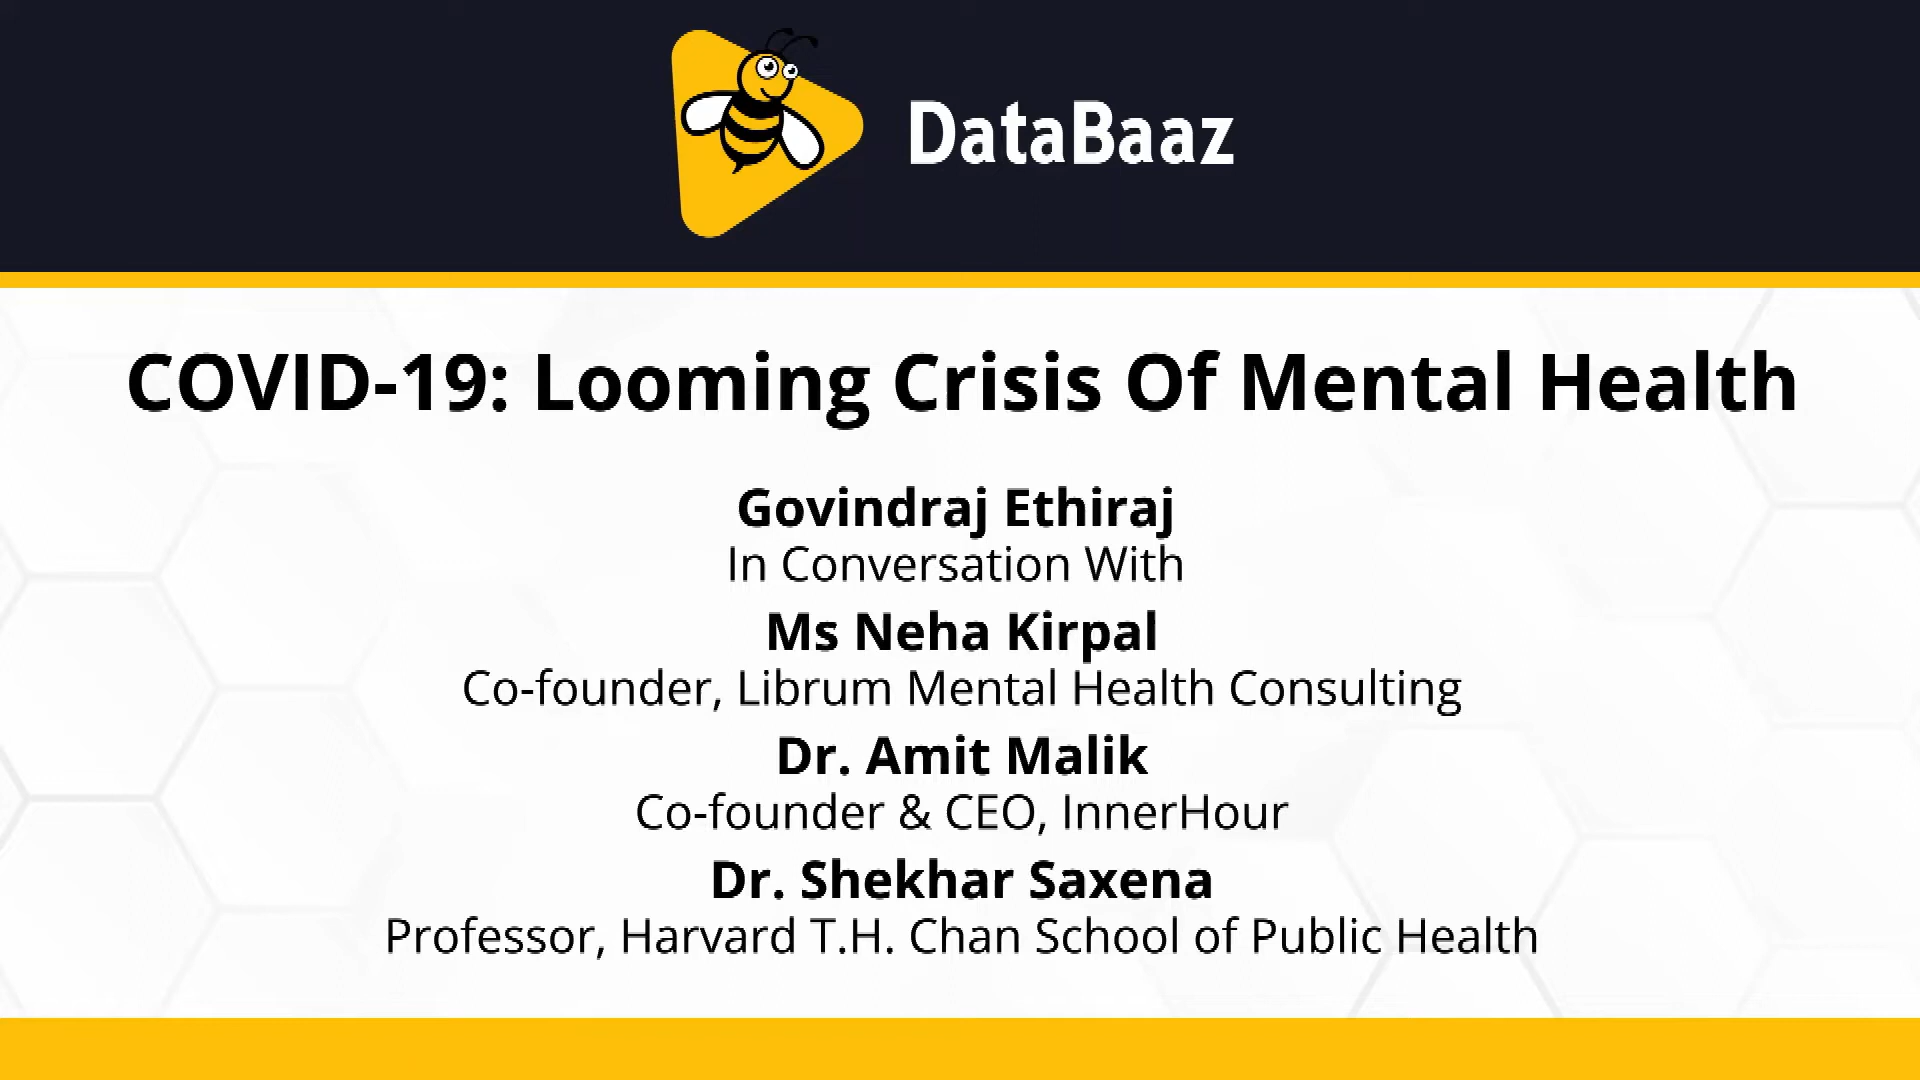 DataBaaz
COVID-19: Looming Crisis Of Mental Health
Govindraj Ethiraj
In Conversation With
Ms Neha Kirpal
Co-founder, Librum Mental Health Consulting
Dr. Amit Malik
Co-founder & CEO, InnerHour
Dr. Shekhar Saxena
Professor, Harvard T.H. Chan School of Public Health